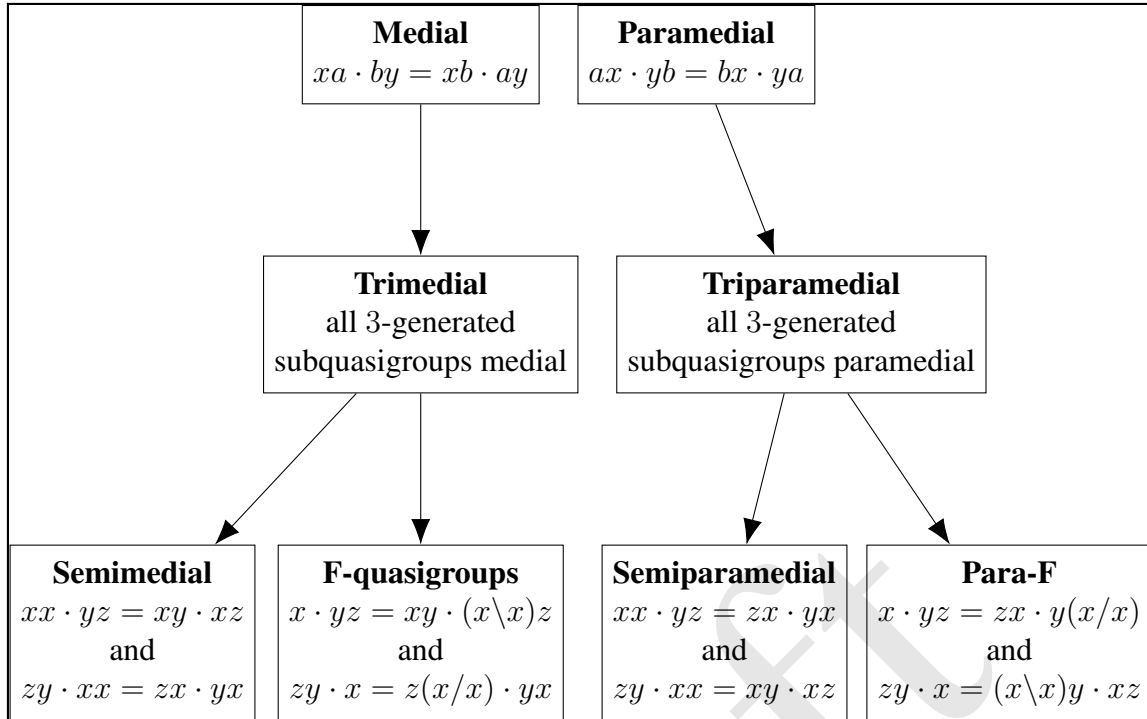 Medial
xa · by = xb · ay
Paramedial
ax · yb = bx · ya
Trimedial
all 3-generated
subquasigroups medial
Triparamedial
all 3-generated
subquasigroups paramedial
Semimedial
xx · yz = xy · xz
and
zy · xx = zx · yx
F-quasigroups
x · yz = xy · (x\x)z
and
zy · x = z(x/x) · yx
Semiparamedial
xx · yz = zx · yx
and
zy · xx = xy · xz
Para-F
x · yz = zx · y(x/x)
and
zy · x = (x\x)y · xz